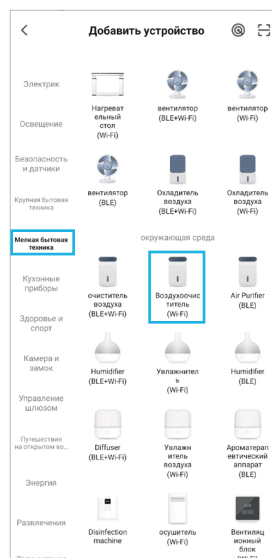 Добавить устройство
Электрик
Освещение
Безопасность
и датчики
Крупная бытовая
техника
Мелкая бытовая
техника
Кухонные
приборы
Здоровье и
спорт
Камера и
замок
Управление
шлюзом
Путешествие
на открытом во...
Энергия
Развлечения
Нагреват
ельный
стол
(Wi-Fi)
вентилятор
(BLE+Wi-Fi)
вентилятор
(Wi-Fi)
вентилятор
(BLE)
Охладитель
воздуха
(BLE+Wi-Fi)
Охладитель
воздуха
(Wi-Fi)
окружающая среда
очиститель
воздуха
(BLE+Wi-Fi)
Воздухоочис
титель
(Wi-Fi)
Air Purifier
(BLE)
Humidifier
(BLE+Wi-Fi)
Увлажнител
ь
(Wi-Fi)
Humidifier
(BLE)
Diffuser
(BLE+Wi-Fi)
Увлажн
итель
воздуха
(Wi-Fi)
Ароматерап
евтический
аппарат
(BLE)
Disinfection
machine
осушитель
(Wi-Fi)
Вентиляц
ионный
блок